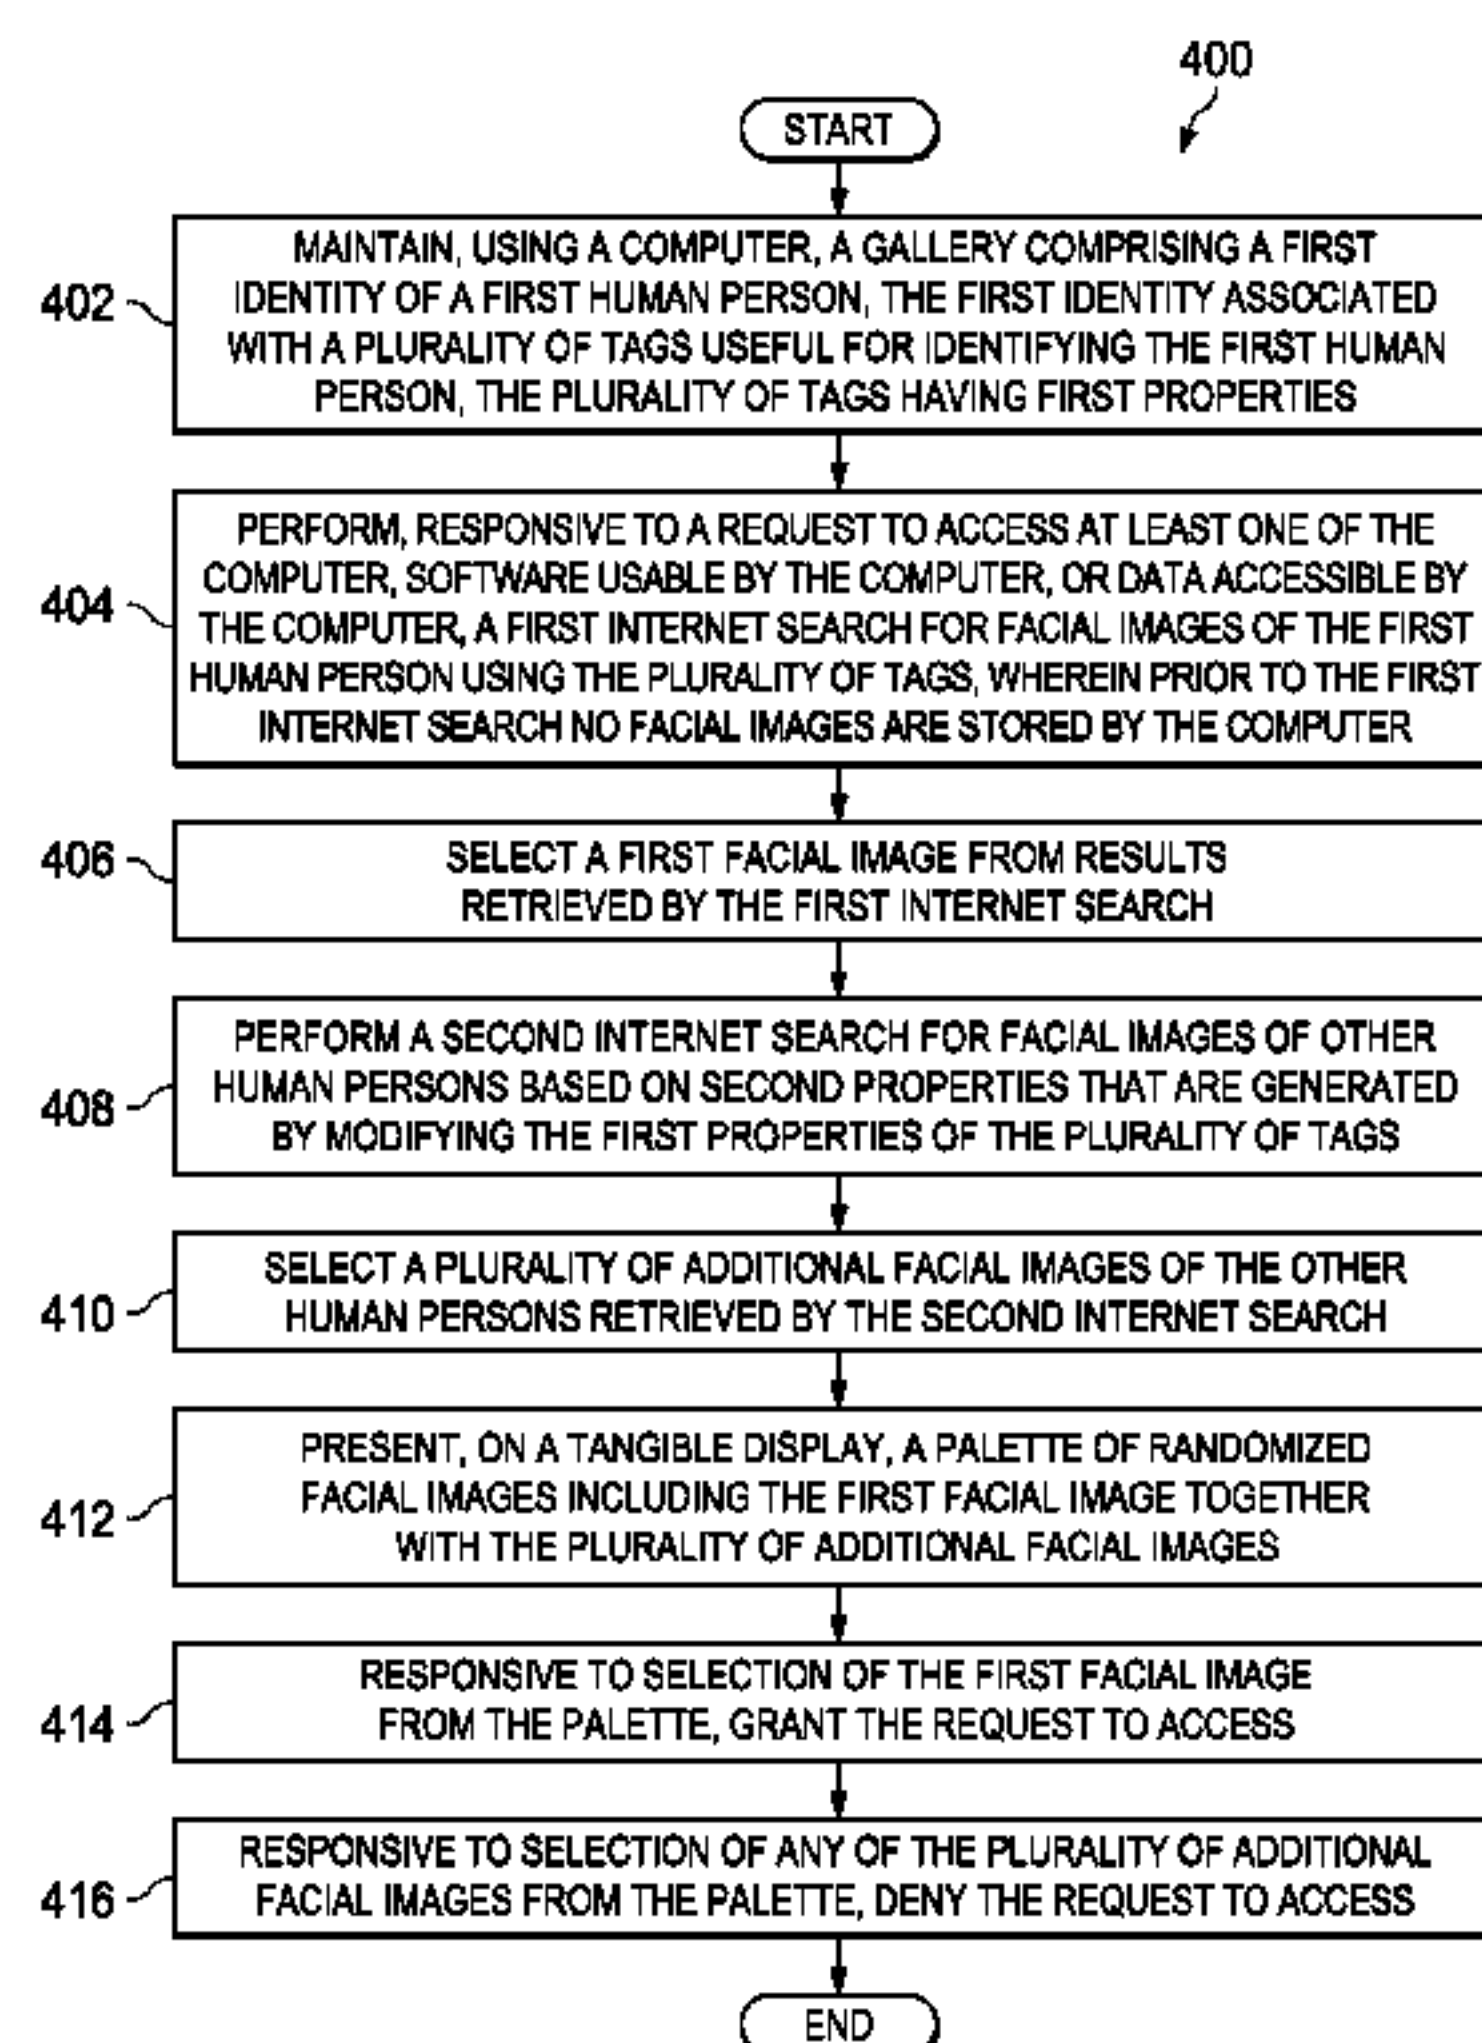 400
START
402
MAINTAIN, USING A COMPUTER, A GALLERY COMPRISING A FIRST
IDENTITY OF A FIRST HUMAN PERSON, THE FIRST IDENTITY ASSOCIATED
WITH A PLURALITY OF TAGS USEFUL FOR IDENTIFYING THE FIRST HUMAN
PERSON, THE PLURALITY OF TAGS HAVING FIRST PROPERTIES
404
PERFORM, RESPONSIVE TO A REQUEST TO ACCESS AT LEAST ONE OF THE
COMPUTER, SOFTWARE USABLE BY THE COMPUTER, OR DATA ACCESSIBLE BY
THE COMPUTER, A FIRST INTERNET SEARCH FOR FACIAL IMAGES OF THE FIRST
HUMAN PERSON USING THE PLURALITY OF TAGS, WHEREIN PRIOR TO THE FIRST
INTERNET SEARCH NO FACIAL IMAGES ARE STORED BY THE COMPUTER
406
SELECT A FIRST FACIAL IMAGE FROM RESULTS
RETRIEVED BY THE FIRST INTERNET SEARCH
408
PERFORM A SECOND INTERNET SEARCH FOR FACIAL IMAGES OF OTHER
HUMAN PERSONS BASED ON SECOND PROPERTIES THAT ARE GENERATED
BY MODIFYING THE FIRST PROPERTIES OF THE PLURALITY OF TAGS
410
SELECT A PLURALITY OF ADDITIONAL FACIAL IMAGES OF THE OTHER
HUMAN PERSONS RETRIEVED BY THE SECOND INTERNET SEARCH
412
PRESENT, ON A TANGIBLE DISPLAY, A PALETTE OF RANDOMIZED
FACIAL IMAGES INCLUDING THE FIRST FACIAL IMAGE TOGETHER
WITH THE PLURALITY OF ADDITIONAL FACIAL IMAGES
414
RESPONSIVE TO SELECTION OF THE FIRST FACIAL IMAGE
FROM THE PALETTE, GRANT THE REQUEST TO ACCESS
416
RESPONSIVE TO SELECTION OF ANY OF THE PLURALITY OF ADDITIONAL
FACIAL IMAGES FROM THE PALETTE, DENY THE REQUEST TO ACCESS
END